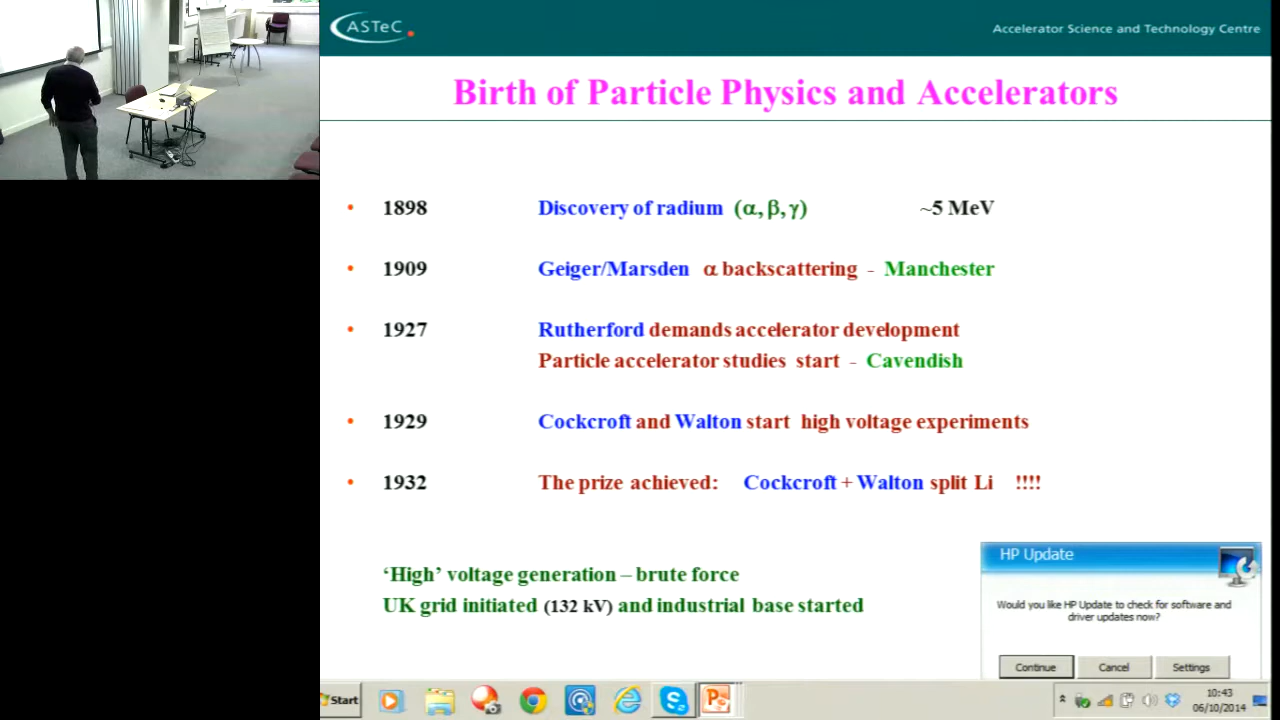 ASTeC
Accelerator Science and Technology Centre
Birth of Particle Physics and Accelerators
• 1898 Discovery of radium (α, β, γ) ~5 MeV
• 1909 Geiger/Marsden α backscattering - Manchester
• 1927 Rutherford demands accelerator development
Particle accelerator studies start - Cavendish
• 1929 Cockcroft and Walton start high voltage experiments
• 1932 The prize achieved: Cockcroft + Walton split Li !!!!
‘High’ voltage generation – brute force
UK grid initiated (132 kV) and industrial base started
HP Update
Would you like HP Update to check for software and
driver updates now?
Continue Cancel Settings
Start
10:43
06/10/2014